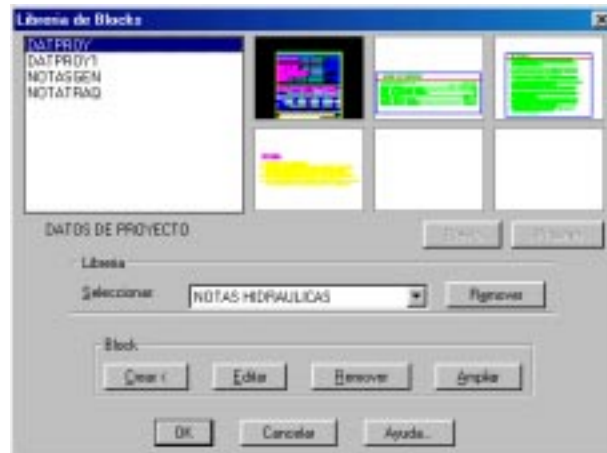 Libreria de Blocks
DATPROY
DATPROY1
NOTASGEN
NOTATRAQ
DATOS DE PROYECTO
Libreria
Seleccionar
NOTAS HIDRAULICAS
Remover
Block
Crear <
Editar
Remover
Ampliar
OK
Cancelar
Ayuda...